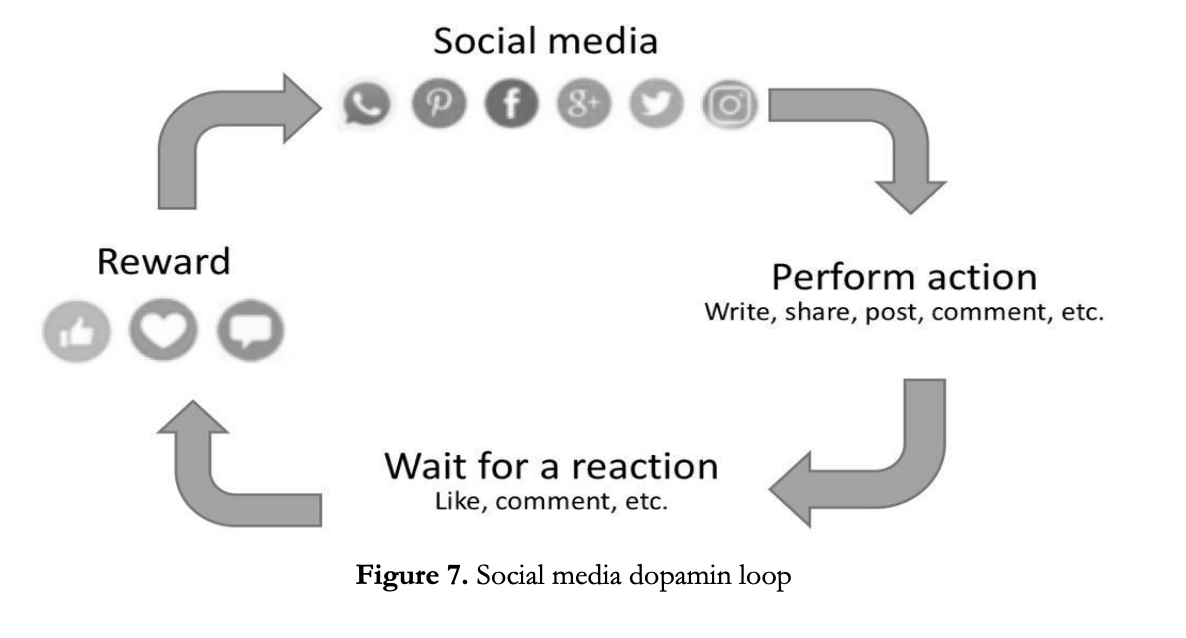 Social media
Reward
Perform action
Write, share, post, comment, etc.
Wait for a reaction
Like, comment, etc.
Figure 7. Social media dopamin loop